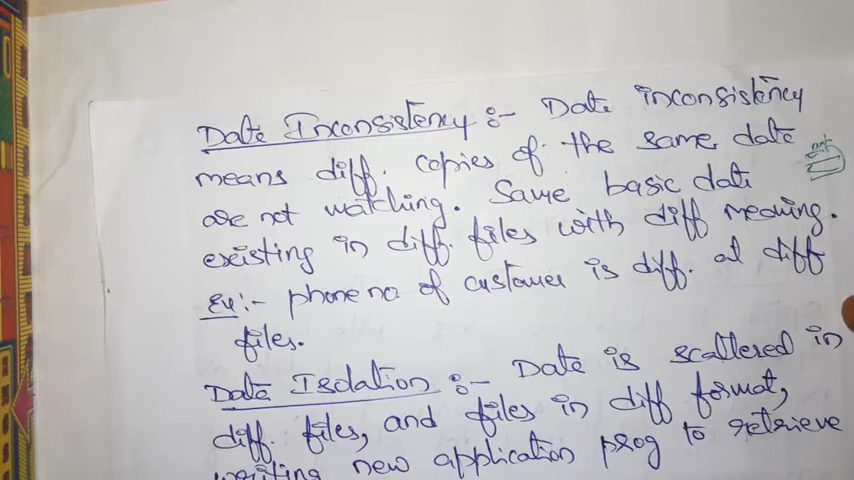 Data Inconsistency :- Data inconsistency
means diff. copies of the same data
are not matching. Same basic data
existing in diff. files with diff meaning.
Ex:- phone no. of customer is diff. at diff
files.
Data Isolation :- Data is scattered in
diff. files, and files in diff format,
writing new application prog to retrieve